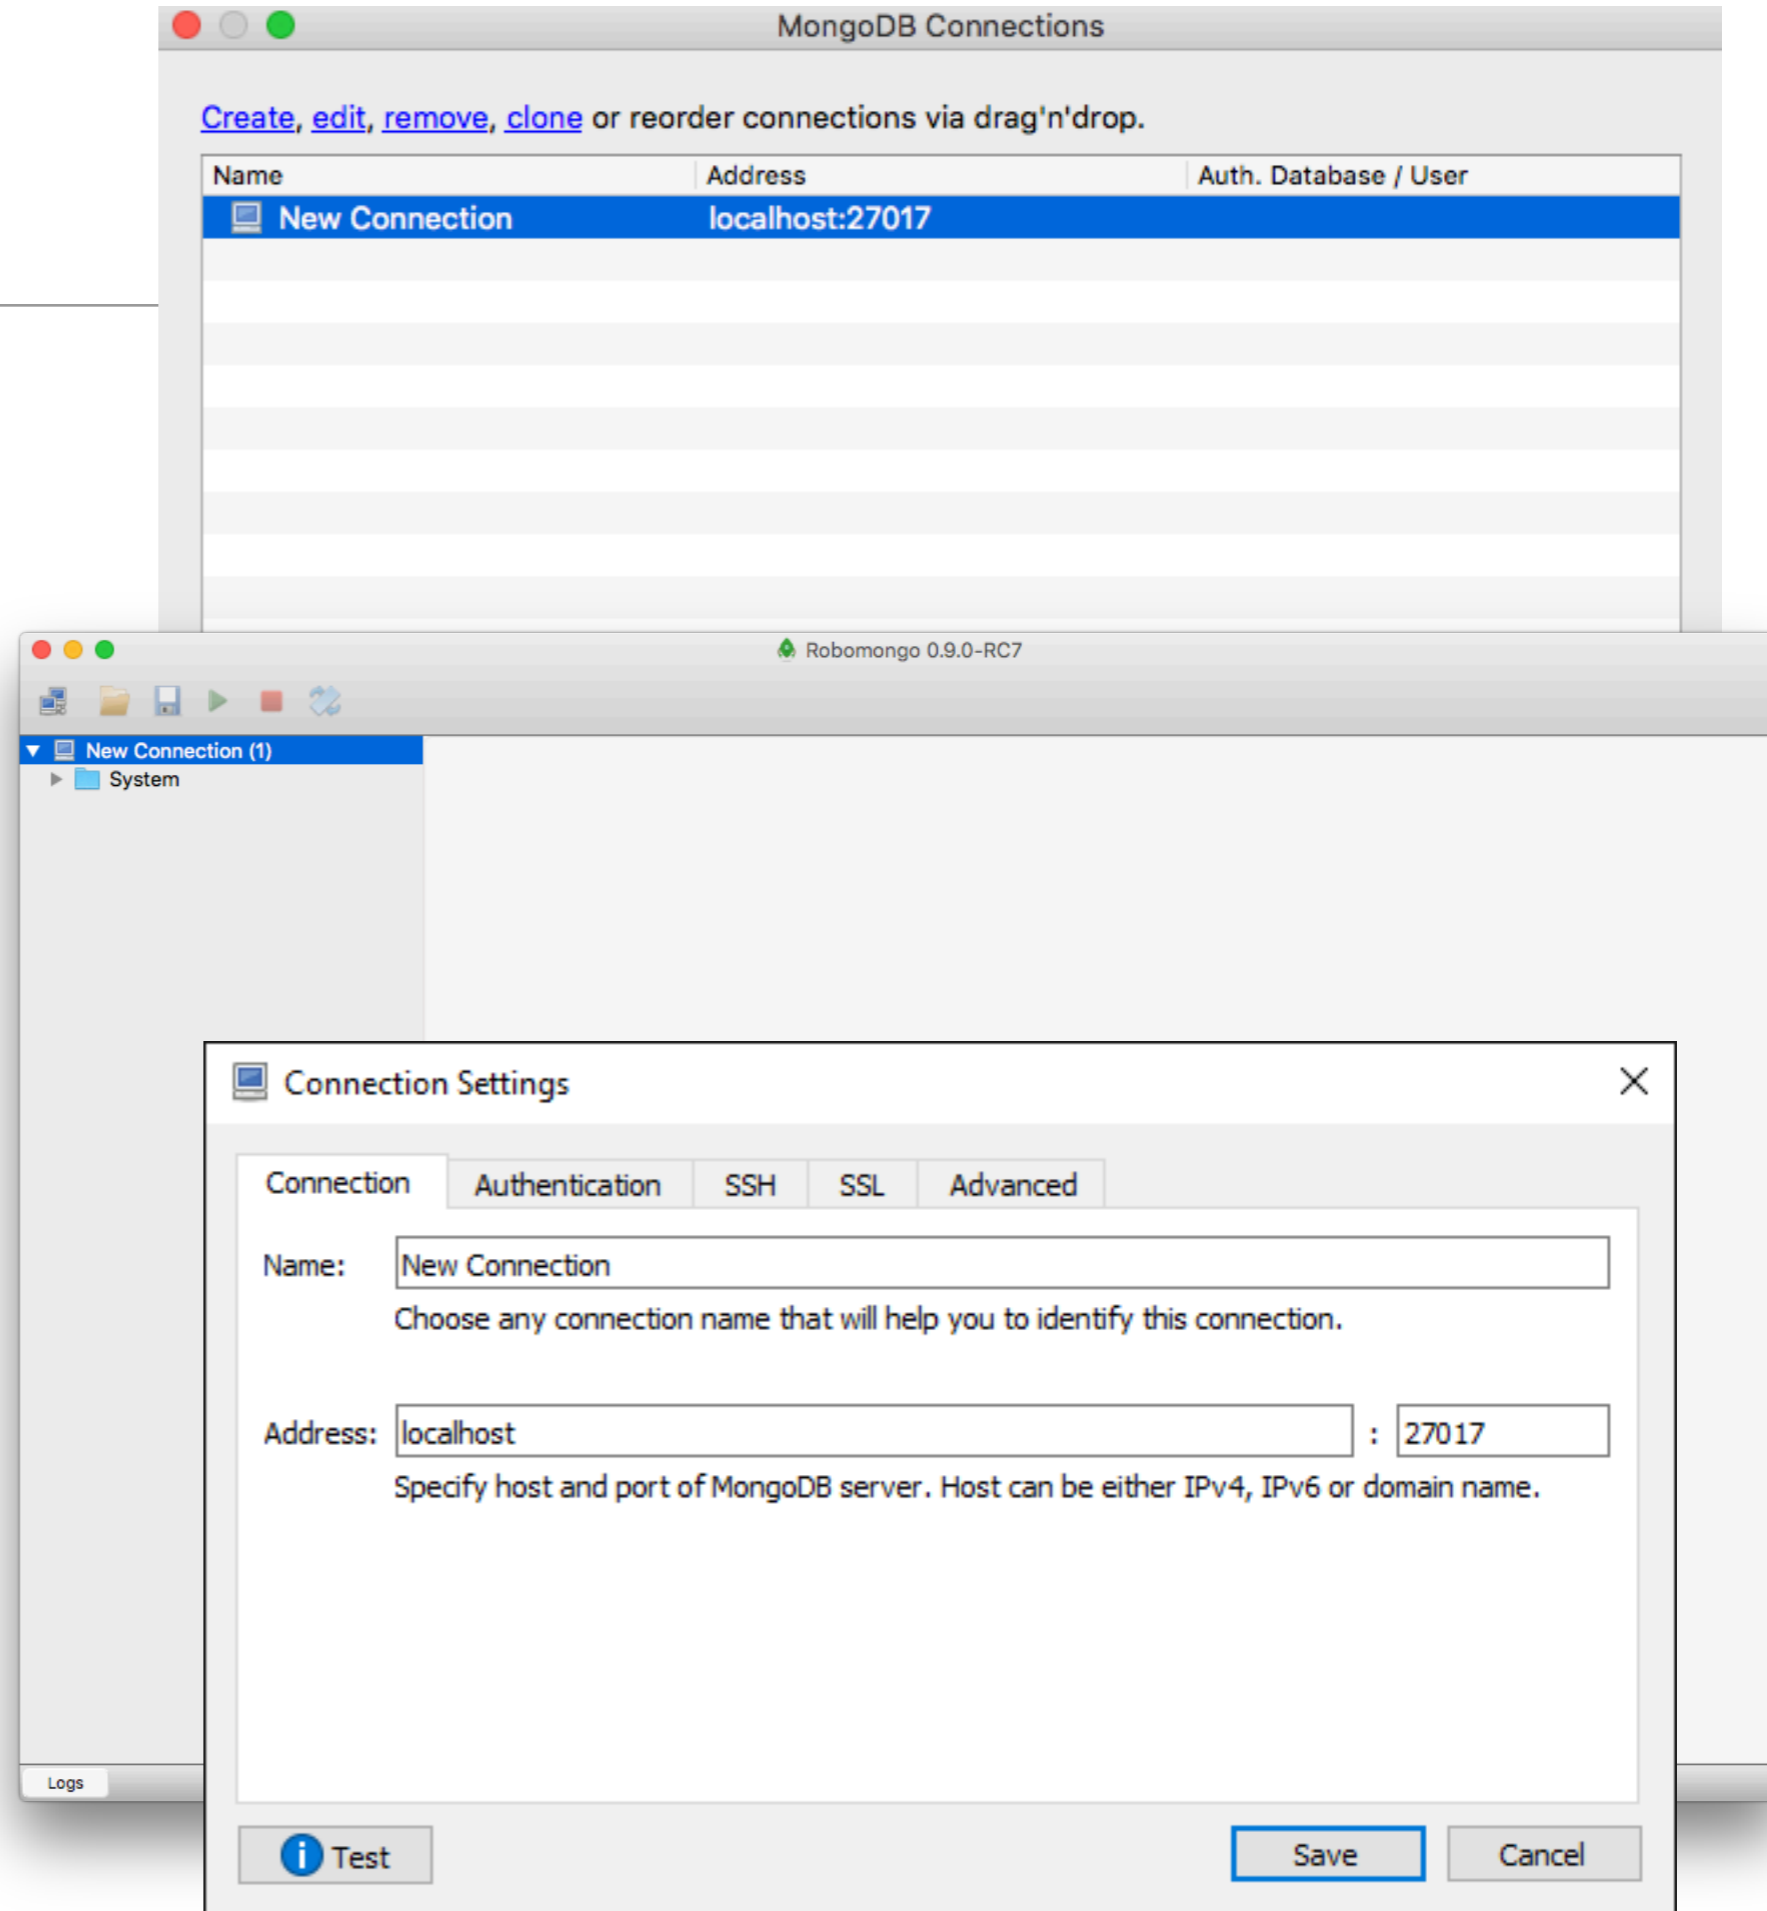 MongoDB Connections
Create, edit, remove, clone or reorder connections via drag'n'drop.
Name Address Auth. Database / User
New Connection localhost:27017
Robomongo 0.9.0-RC7
New Connection (1)
System
Connection Settings
Connection Authentication SSH SSL Advanced
Name: New Connection
Choose any connection name that will help you to identify this connection.
Address: localhost : 27017
Specify host and port of MongoDB server. Host can be either IPv4, IPv6 or domain name.
Logs
Test Save Cancel